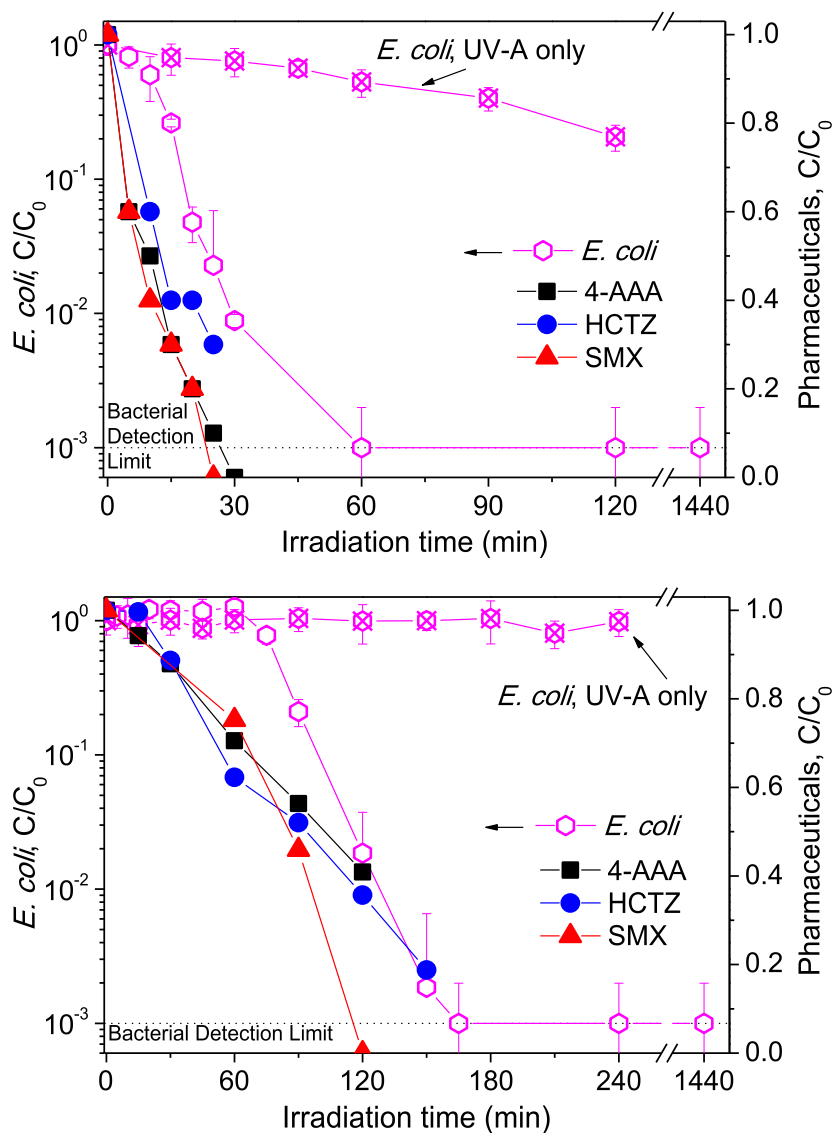 10⁰
10⁻¹
10⁻²
10⁻³
E. coli, C/C₀
1.0
0.8
0.6
0.4
0.2
0.0
Pharmaceuticals, C/C₀
E. coli, UV-A only
E. coli
4-AAA
HCTZ
SMX
Bacterial
Detection
Limit
0 30 60 90 120 1440
Irradiation time (min)
10⁰
10⁻¹
10⁻²
10⁻³
E. coli, C/C₀
1.0
0.8
0.6
0.4
0.2
0.0
Pharmaceuticals, C/C₀
E. coli, UV-A only
E. coli
4-AAA
HCTZ
SMX
Bacterial Detection Limit
0 60 120 180 240 1440
Irradiation time (min)